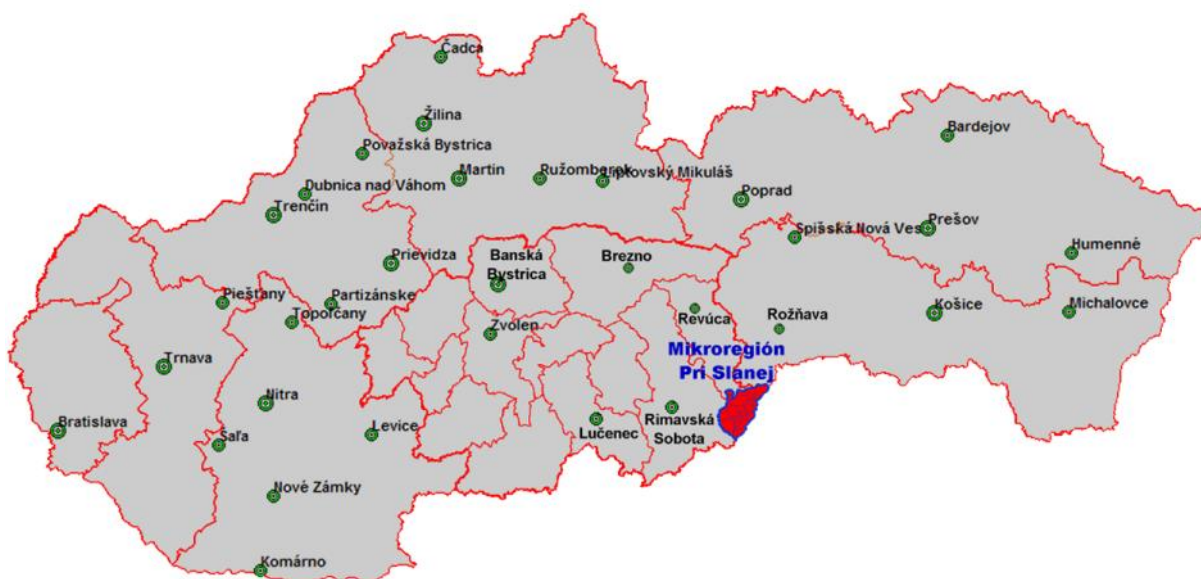 Čadca
Žilina
Bardejov
Považská Bystrica
Martin
Ružomberok
Liptovský Mikuláš
Dubnica nad Váhom
Poprad
Trenčín
Prešov
Spišská Nová Ves
Humenné
Prievidza
Banská
Bystrica
Brezno
Piešťany
Partizánske
Topoľčany
Zvolen
Revúca
Rožňava
Košice
Michalovce
Mikroregión
Pri Slanej
Trnava
Nitra
Bratislava
Šaľa
Levice
Lučenec
Rimavská
Sobota
Nové Zámky
Komárno